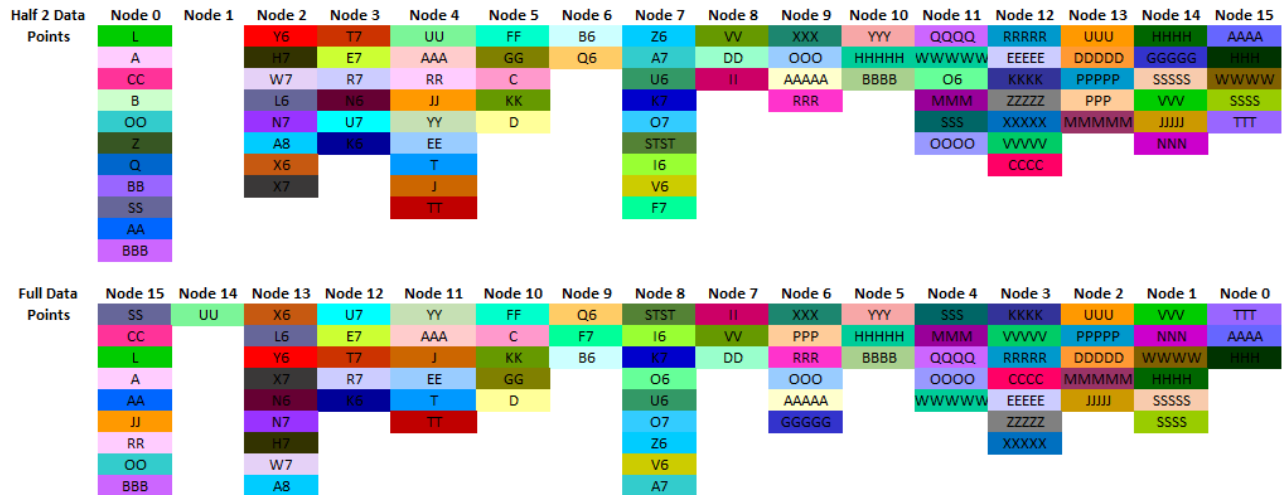 Half 2 Data Node 0 Node 1 Node 2 Node 3 Node 4 Node 5 Node 6 Node 7 Node 8 Node 9 Node 10 Node 11 Node 12 Node 13 Node 14 Node 15
Points L Y6 T7 UU FF B6 Z6 VV XXX YYY QQQQ RRRRR UUU HHHH AAAA
A H7 E7 AAA GG Q6 A7 DD OOO HHHHH WWWWW EEEEE DDDDD GGGGG HHH
CC W7 R7 RR C U6 II AAAAA BBBB O6 KKKK PPPPP SSSSS WWWW
B L6 N6 JJ KK K7 RRR MMM ZZZZZ PPP VVV SSSS
OO N7 U7 YY D O7 SSS XXXXX MMMMM JJJJJ TTT
Z A8 K6 EE STST OOOO VVVVV NNN
Q X6 T I6 CCCC
BB X7 J V6
SS TT F7
AA
BBB
Full Data Node 15 Node 14 Node 13 Node 12 Node 11 Node 10 Node 9 Node 8 Node 7 Node 6 Node 5 Node 4 Node 3 Node 2 Node 1 Node 0
Points SS UU X6 U7 YY FF Q6 STST II XXX YYY SSS KKKK UUU VVV TTT
CC L6 E7 AAA C F7 I6 VV PPP HHHHH MMM VVVVV PPPPP NNN AAAA
L Y6 T7 J KK B6 K7 DD RRR BBBB QQQQ RRRRR DDDDD WWWW HHH
A X7 R7 EE GG O6 OOO OOOO CCCC MMMMM HHHH
AA N6 K6 T D U6 AAAAA WWWWW EEEEE JJJJJ SSSSS
JJ N7 TT O7 GGGGG ZZZZZ SSSS
RR H7 Z6 XXXXX
OO W7 V6
BBB A8 A7